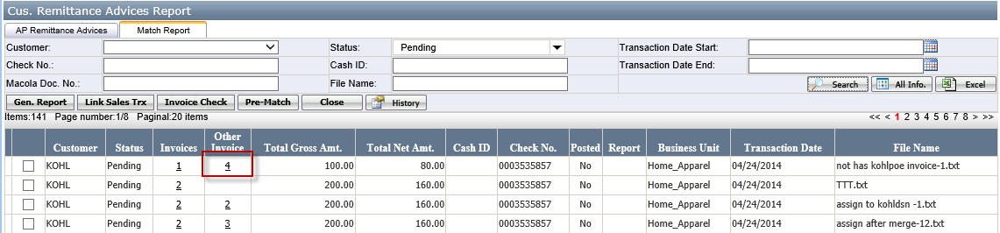 Cus. Remittance Advices Report
AP Remittance Advices Match Report
Customer: Status: Pending Transaction Date Start:
Check No.: Cash ID: Transaction Date End:
Macola Doc. No.: File Name: Search All Info. Excel
Gen. Report Link Sales Trx Invoice Check Pre-Match Close History
Items:141 Page number:1/8 Paginal:20 items << < 1 2 3 4 5 6 7 8 > >>
Customer Status Invoices Other Invoice Total Gross Amt. Total Net Amt. Cash ID Check No. Posted Report Business Unit Transaction Date File Name
KOHL Pending 1 4 100.00 80.00 0003535857 No Home_Apparel 04/24/2014 not has kohlpoe invoice-1.txt
KOHL Pending 2 200.00 160.00 0003535857 No Home_Apparel 04/24/2014 TTT.txt
KOHL Pending 2 2 200.00 160.00 0003535857 No Home_Apparel 04/24/2014 assign to kohldsn -1.txt
KOHL Pending 2 3 200.00 160.00 0003535857 No Home_Apparel 04/24/2014 assign after merge-12.txt